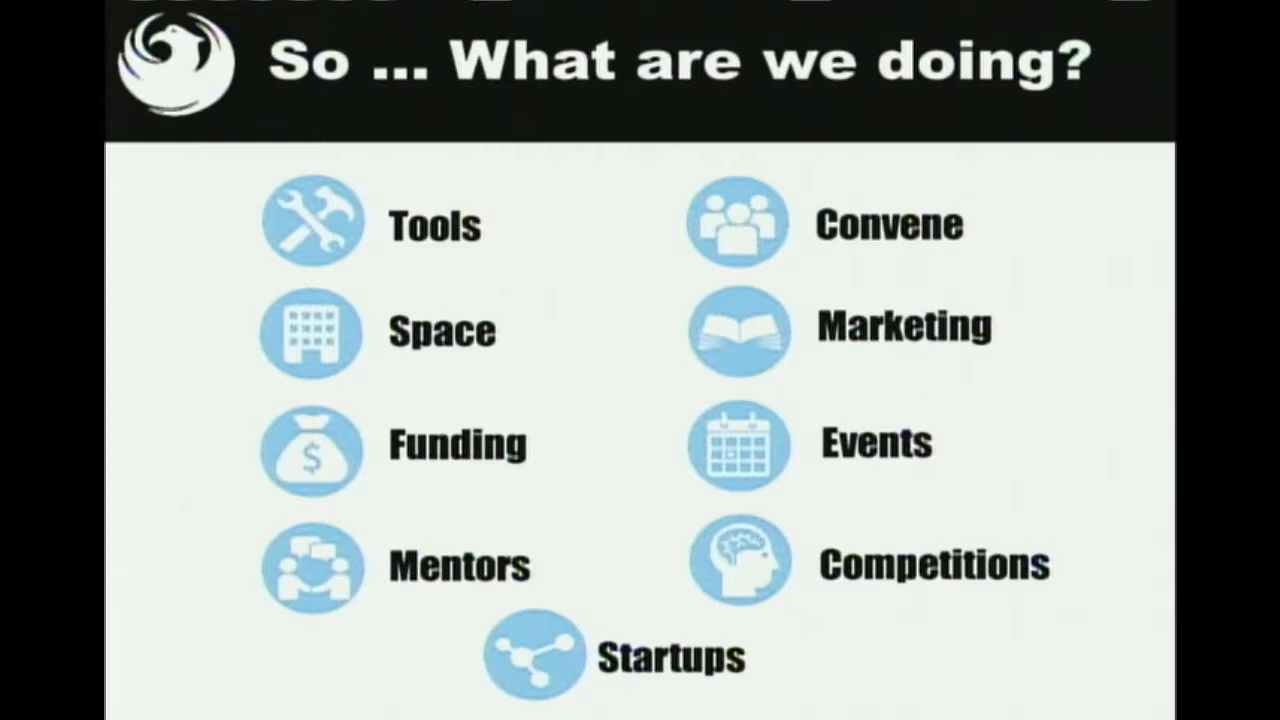 So ... What are we doing?
Tools
Convene
Space
Marketing
$
Funding
Events
Mentors
Competitions
Startups